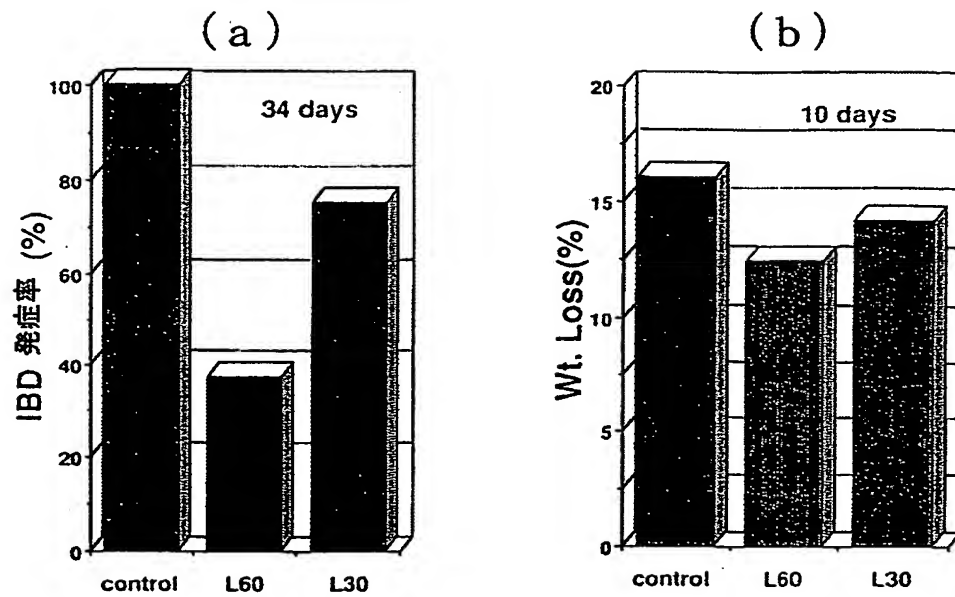 (a)
IBD 発症率 (%)
100
80
60
40
20
0
34 days
control L60 L30
(b)
Wt. Loss(%)
20
15
10
5
0
10 days
control L60 L30